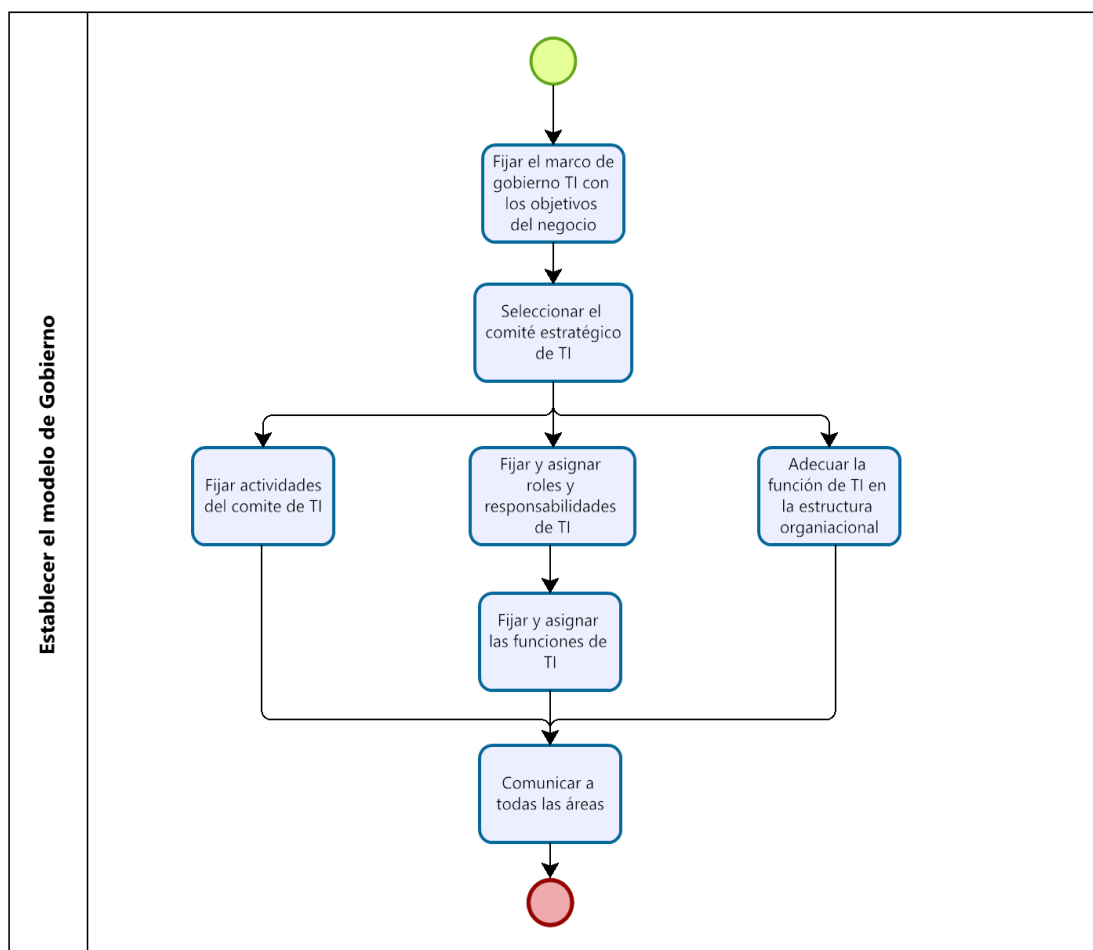 Establecer el modelo de Gobierno
Fijar el marco de
gobierno TI con
los objetivos
del negocio
Seleccionar el
comité estratégico
de TI
Fijar actividades
del comite de TI
Fijar y asignar
roles y
responsabilidades
de TI
Adecuar la
función de TI en
la estructura
organiacional
Fijar y asignar
las funciones de
TI
Comunicar a
todas las áreas